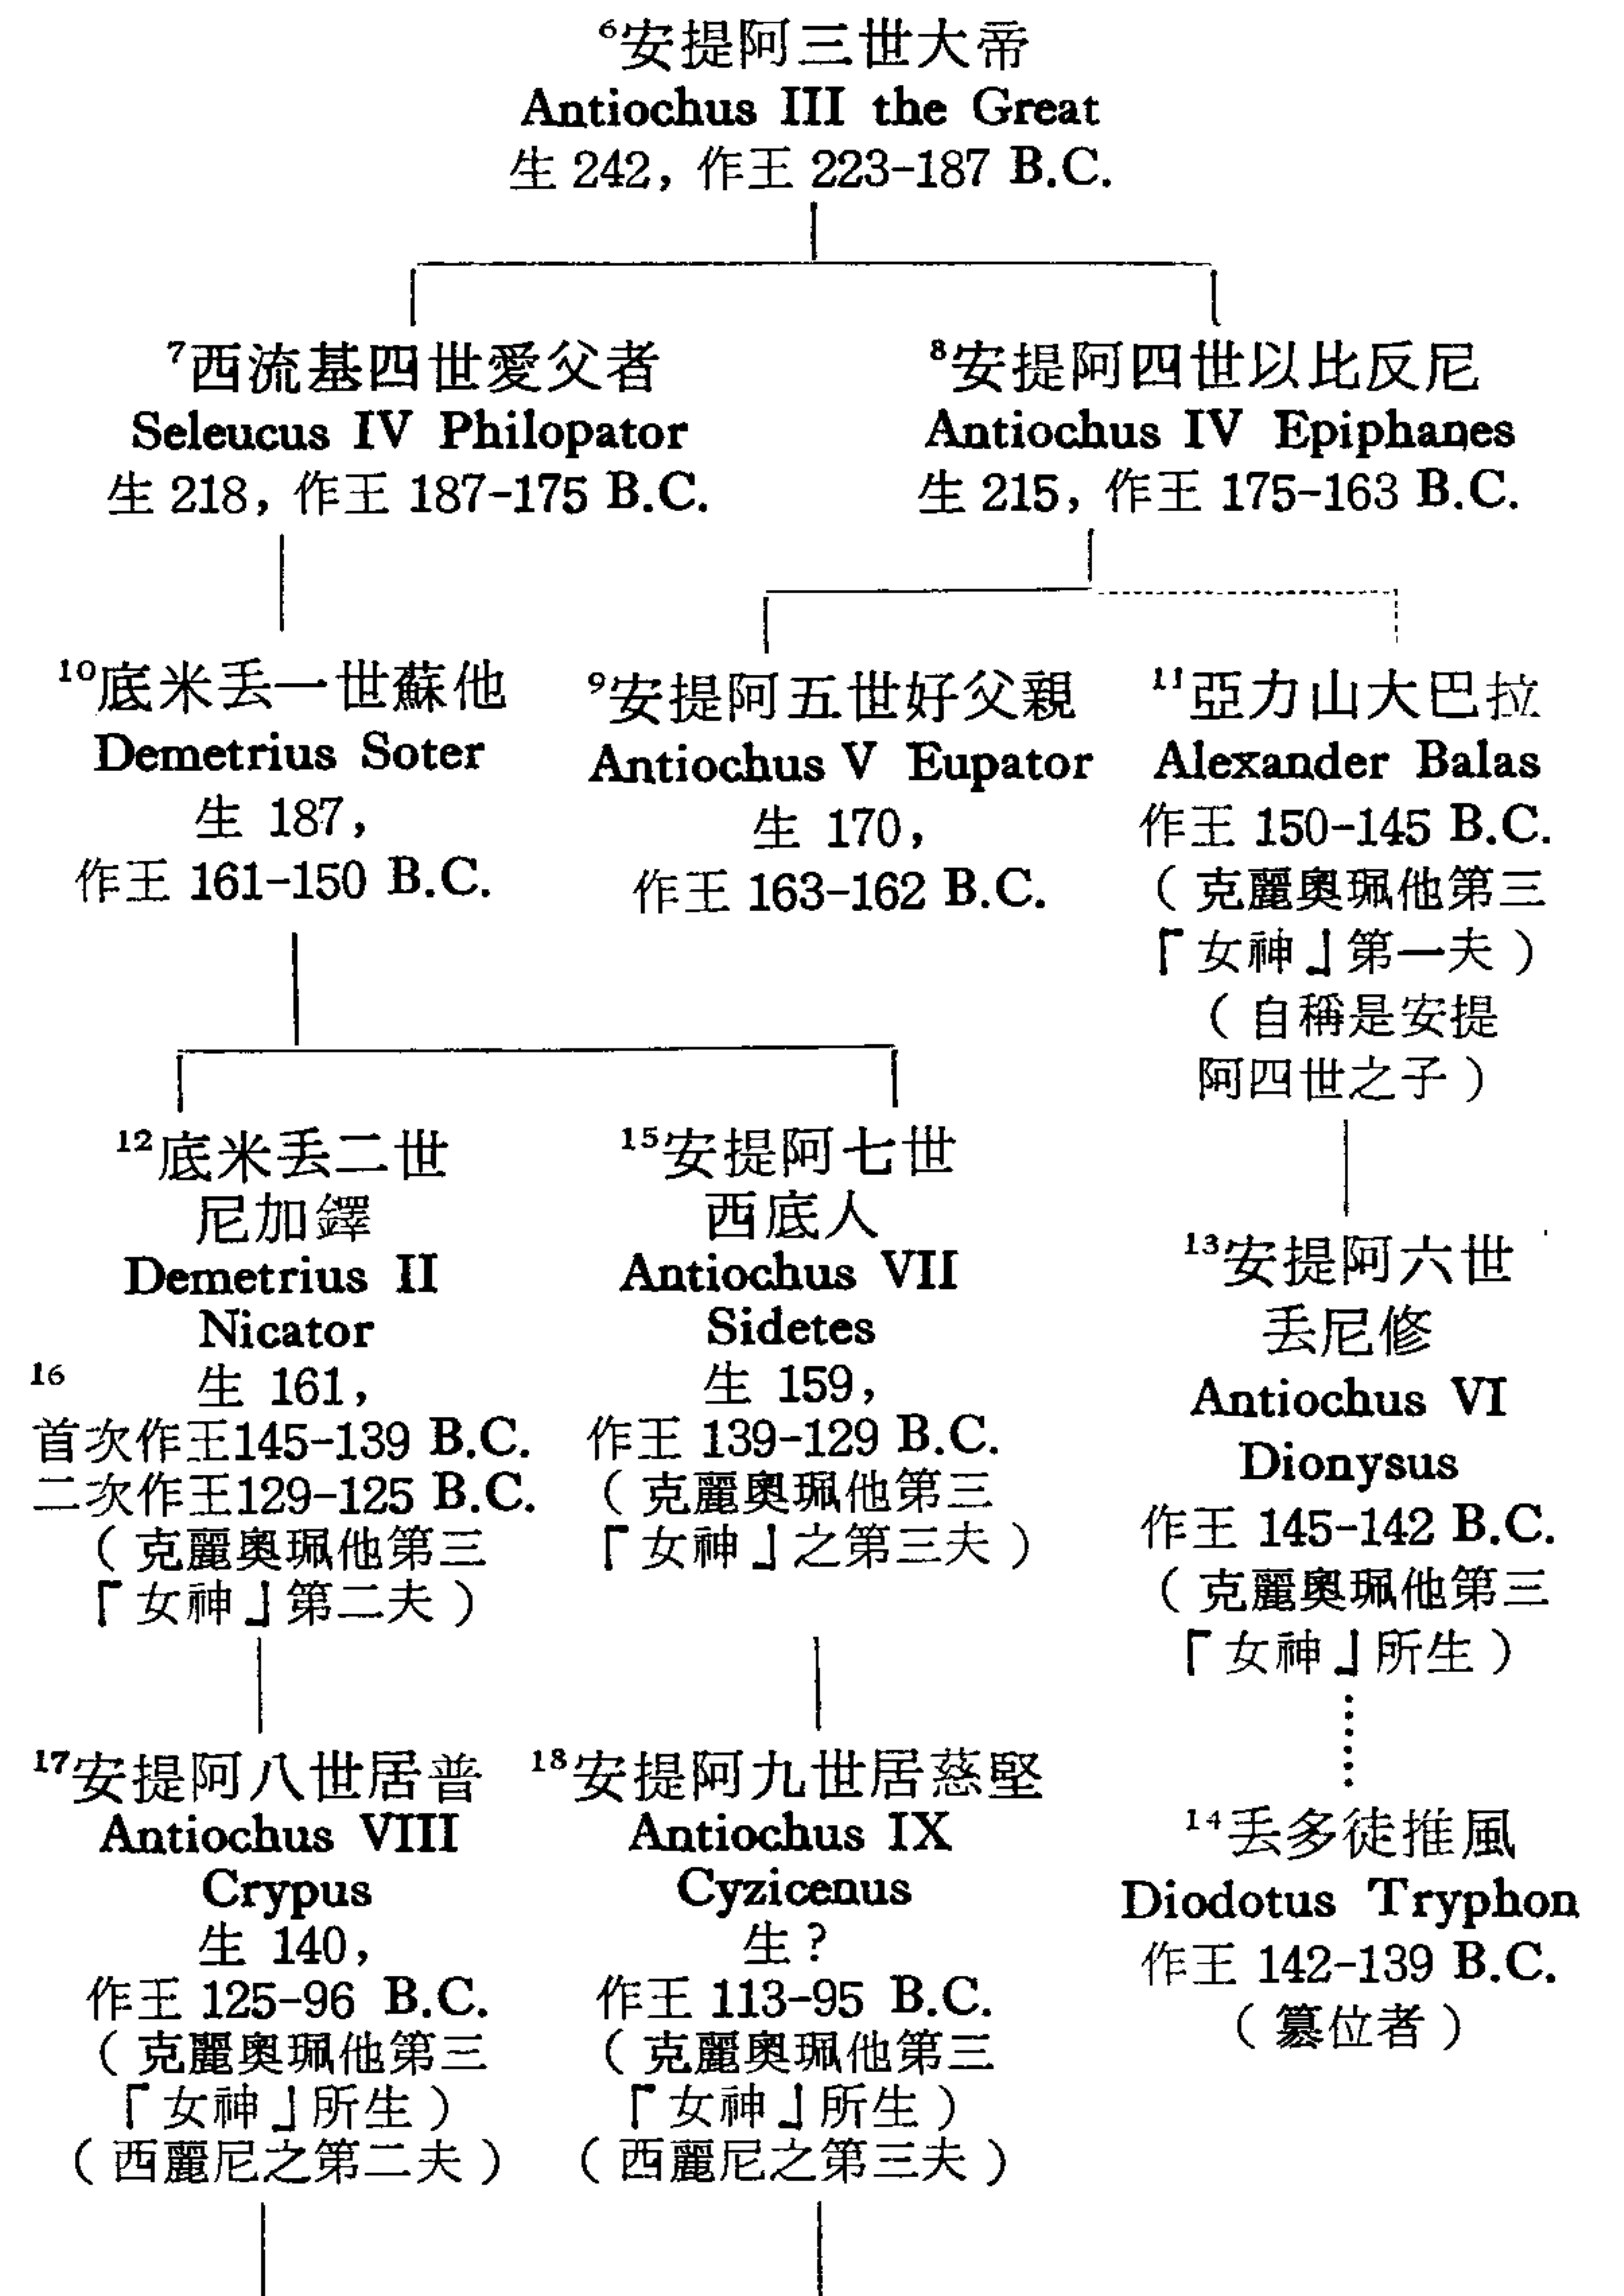 ⁶安提阿三世大帝
Antiochus III the Great
生 242, 作王 223-187 B.C.
⁷西流基四世愛父者
Seleucus IV Philopator
生 218, 作王 187-175 B.C.
⁸安提阿四世以比反尼
Antiochus IV Epiphanes
生 215, 作王 175-163 B.C.
¹⁰底米丢一世蘇他
Demetrius Soter
生 187,
作王 161-150 B.C.
⁹安提阿五世好父親
Antiochus V Eupator
生 170,
作王 163-162 B.C.
¹¹亞力山大巴拉
Alexander Balas
作王 150-145 B.C.
(克麗奧珮他第三
「女神」第一夫)
(自稱是安提
阿四世之子)
¹²底米丢二世
尼加鐸
Demetrius II
Nicator
¹⁶ 生 161,
首次作王145-139 B.C.
二次作王129-125 B.C.
(克麗奧珮他第三
「女神」第二夫)
¹⁵安提阿七世
西底人
Antiochus VII
Sidetes
生 159,
作王 139-129 B.C.
(克麗奧珮他第三
「女神」之第三夫)
¹³安提阿六世
丢尼修
Antiochus VI
Dionysus
作王 145-142 B.C.
(克麗奧珮他第三
「女神」所生)
¹⁷安提阿八世居普
Antiochus VIII
Crypus
生 140,
作王 125-96 B.C.
(克麗奧珮他第三
「女神」所生)
(西麗尼之第二夫)
¹⁸安提阿九世居慈堅
Antiochus IX
Cyzicenus
生?
作王 113-95 B.C.
(克麗奧珮他第三
「女神」所生)
(西麗尼之第三夫)
¹⁴丢多徒推風
Diodotus Tryphon
作王 142-139 B.C.
(篡位者)